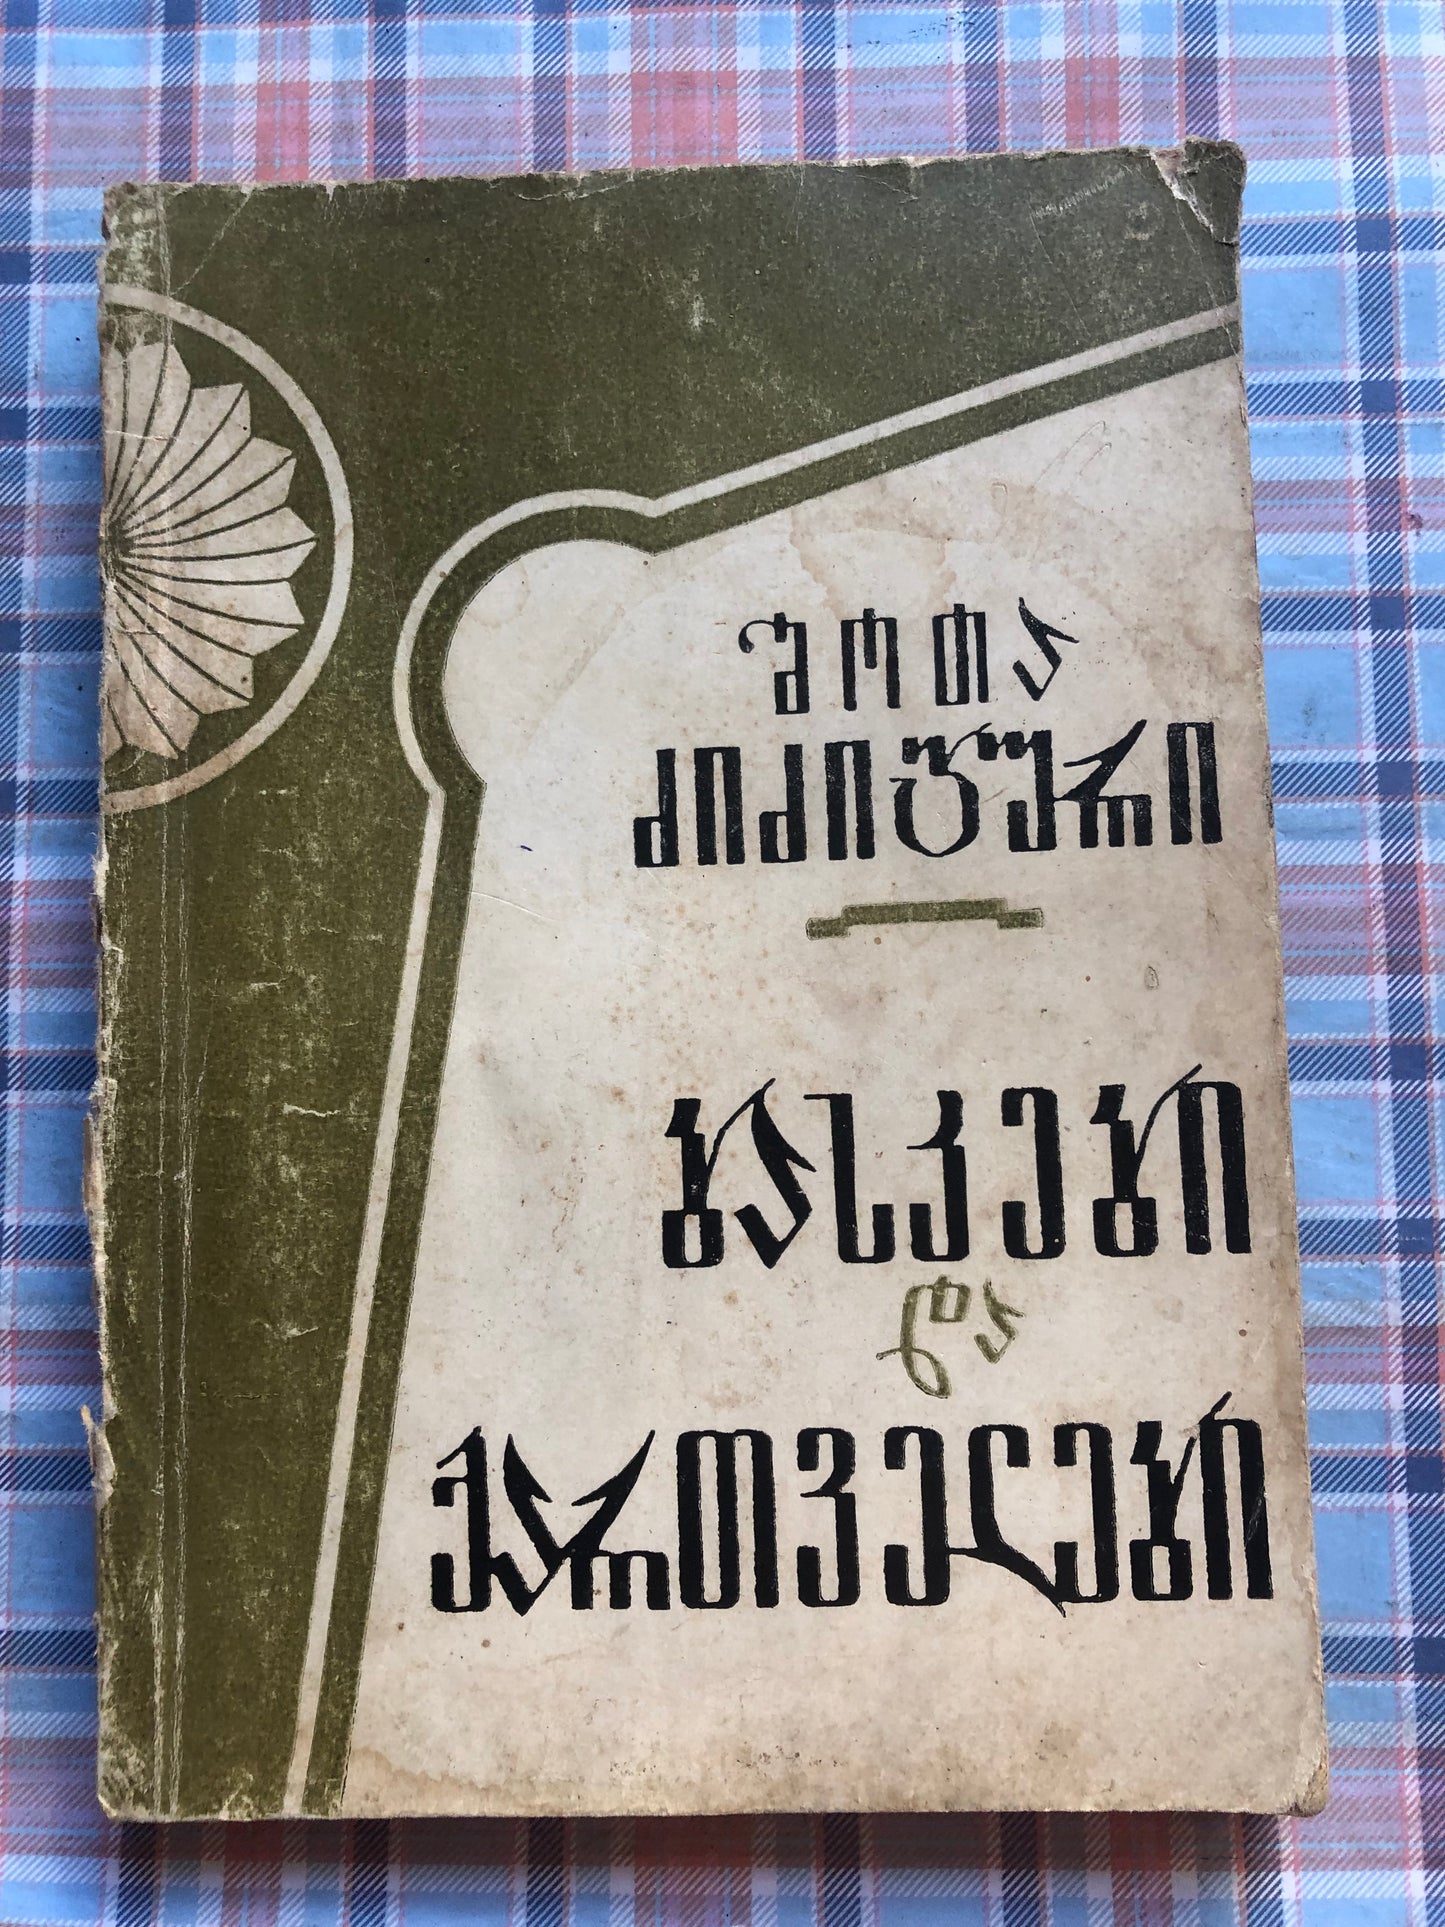 შოთა
ძიძიგური
ბასკები
და
ქართველები